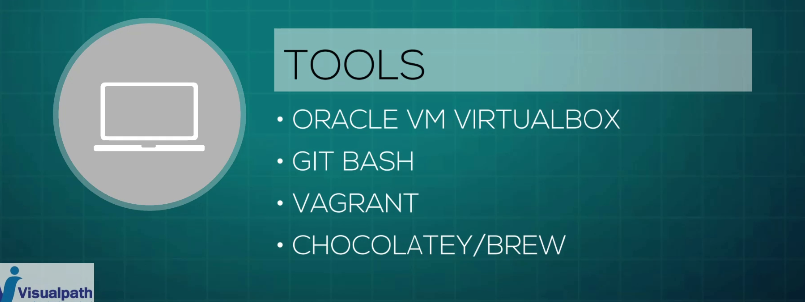 TOOLS
• ORACLE VM VIRTUALBOX
• GIT BASH
• VAGRANT
• CHOCOLATEY/BREW
Visualpath